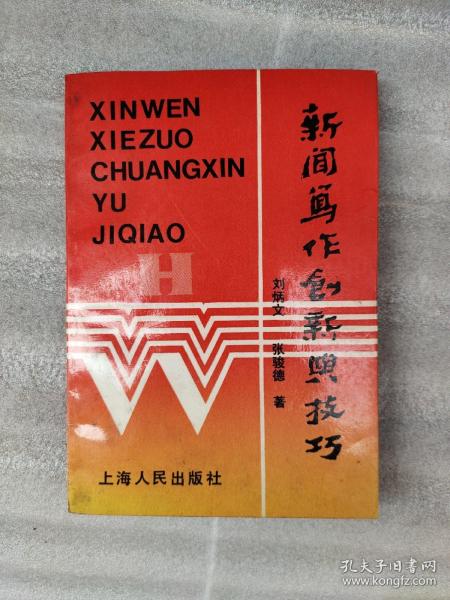 XINWEN
XIEZUO
CHUANGXIN
YU
JIQIAO
新闻写作创新與技巧
刘炳文 张骏德 著
H
W
上海人民出版社
孔夫子旧书网
www.kongfz.com